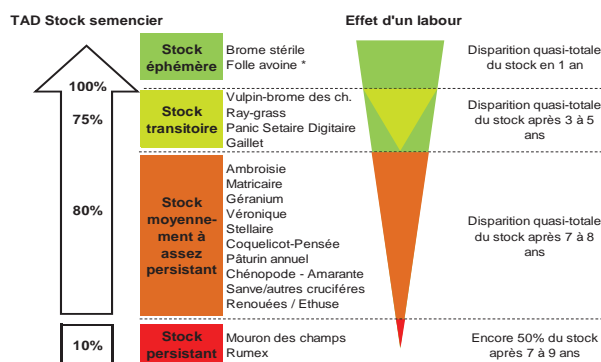 TAD Stock semencier
Effet d'un labour
100%
75%
80%
10%
Stock
éphémère
Brome stérile
Folle avoine *
Disparition quasi-totale
du stock en 1 an
Stock
transitoire
Vulpin-brome des ch.
Ray-grass
Panic Setaire Digitaire
Gaillet
Disparition quasi-totale
du stock après 3 à 5
ans
Stock
moyenne-
ment à
assez
persistant
Ambroisie
Matricaire
Géranium
Véronique
Stellaire
Coquelicot-Pensée
Pâturin annuel
Chénopode - Amarante
Sanve/autres crucifères
Renouées / Ethuse
Disparition quasi-totale
du stock après 7 à 8
ans
Stock
persistant
Mouron des champs
Rumex
Encore 50% du stock
après 7 à 9 ans